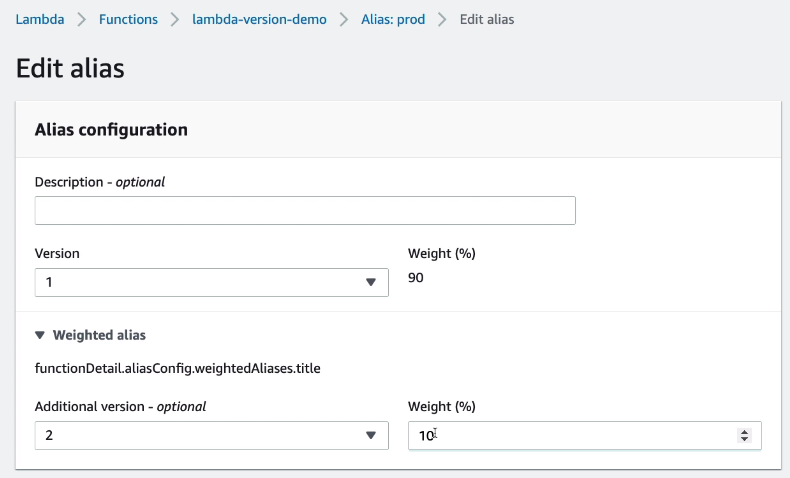 Lambda > Functions > lambda-version-demo > Alias: prod > Edit alias
Edit alias
Alias configuration
Description - optional
Version Weight (%)
1 90
Weighted alias
functionDetail.aliasConfig.weightedAliases.title
Additional version - optional Weight (%)
2 10